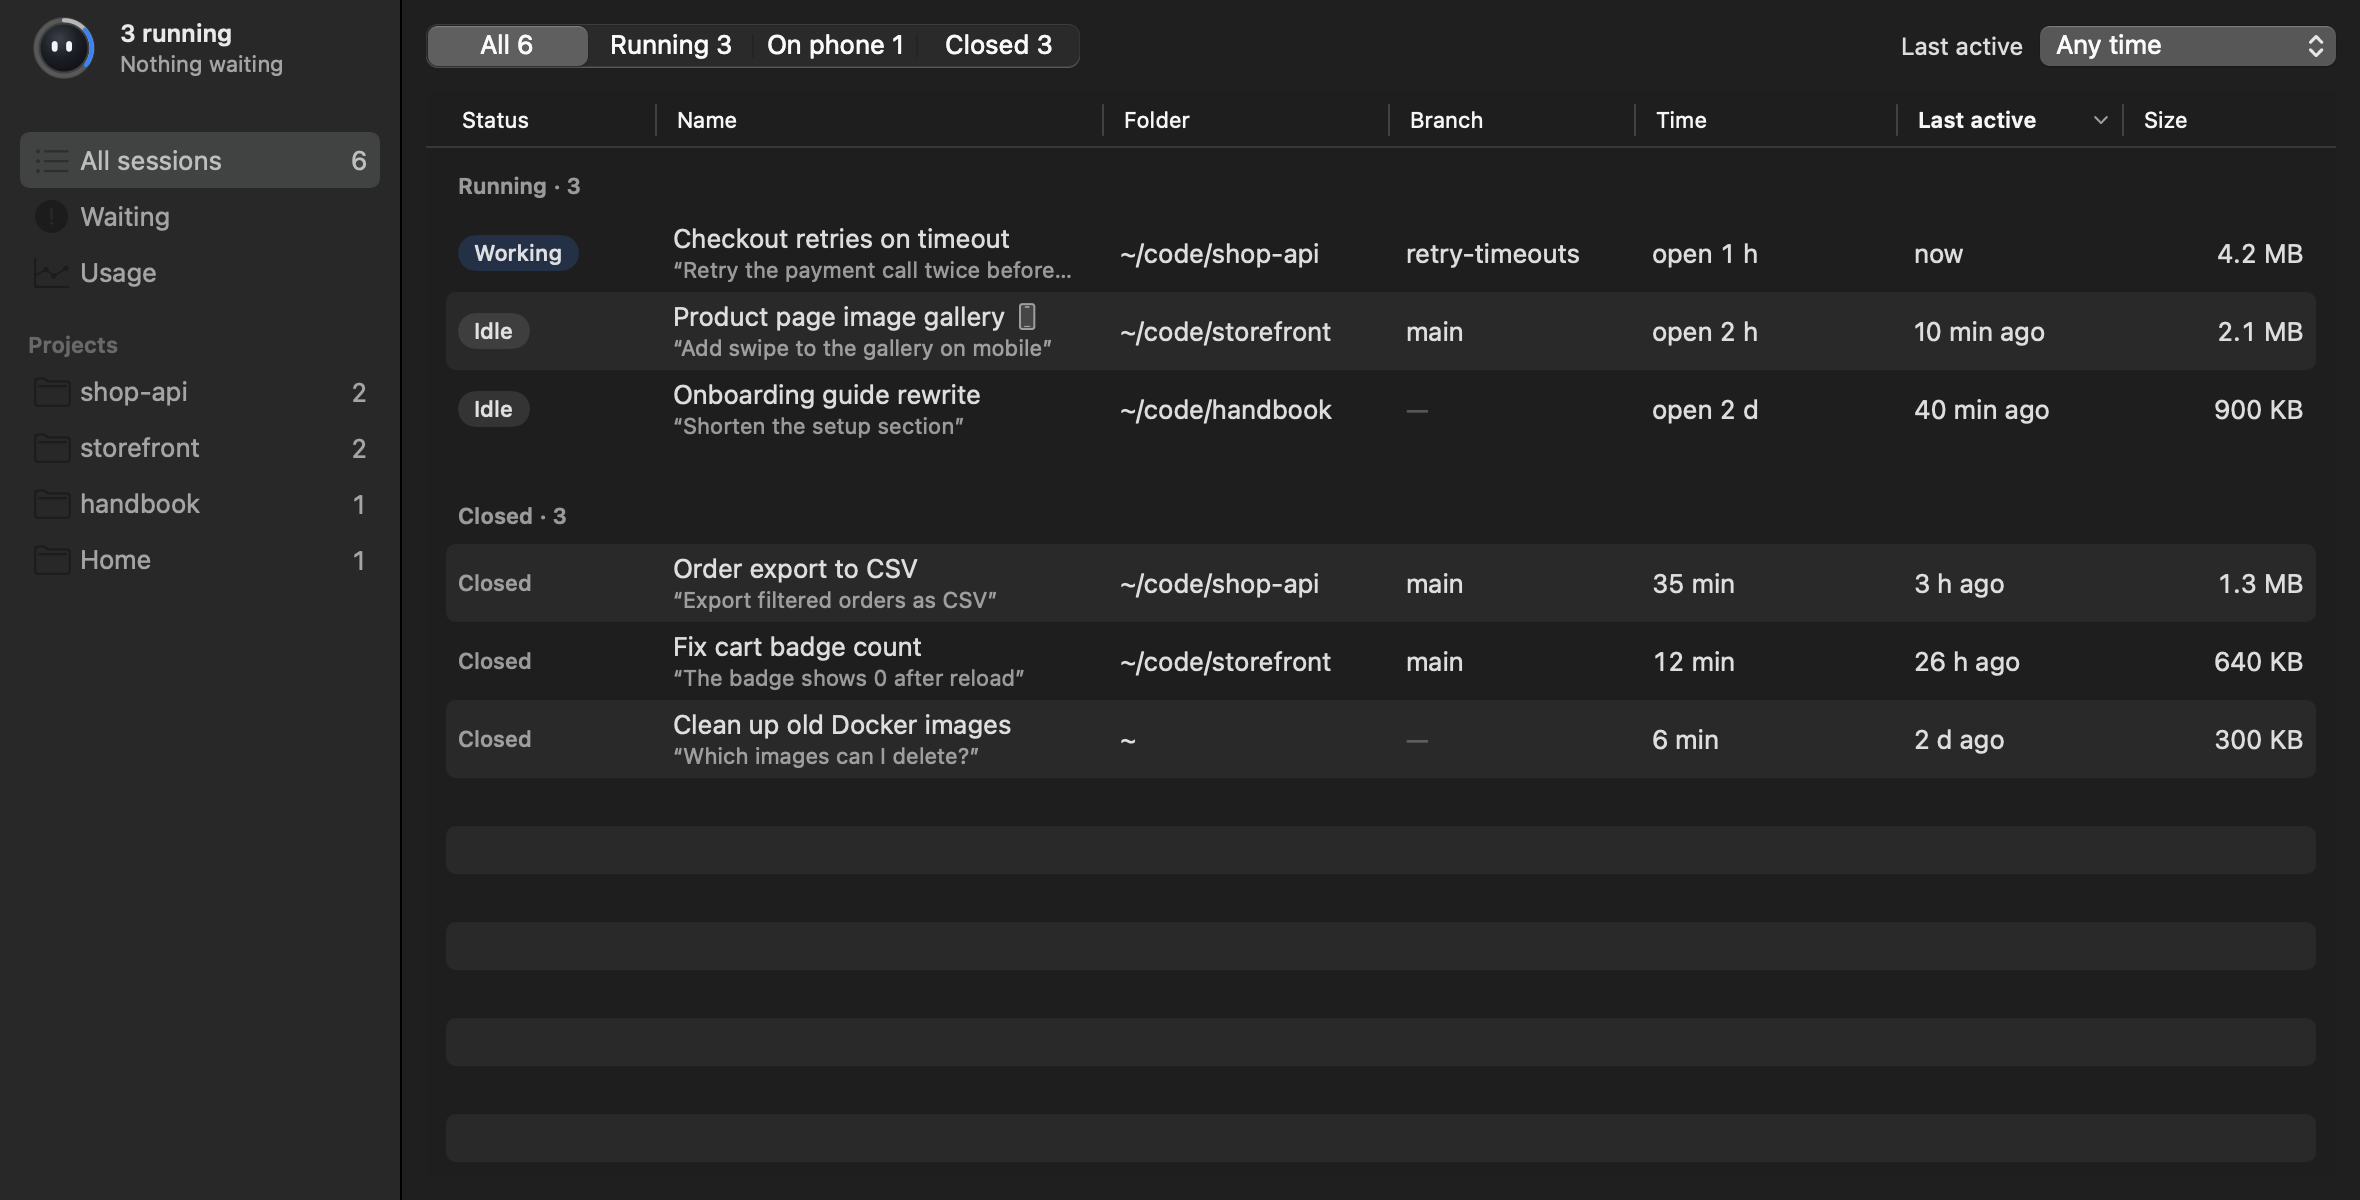 3 running
Nothing waiting
All sessions 6
Waiting
Usage
Projects
shop-api 2
storefront 2
handbook 1
Home 1
All 6 Running 3 On phone 1 Closed 3
Last active Any time
Status Name Folder Branch Time Last active Size
Running · 3
Working Checkout retries on timeout ~/code/shop-api retry-timeouts open 1 h now 4.2 MB
“Retry the payment call twice before…
Idle Product page image gallery ~/code/storefront main open 2 h 10 min ago 2.1 MB
“Add swipe to the gallery on mobile”
Idle Onboarding guide rewrite ~/code/handbook — open 2 d 40 min ago 900 KB
“Shorten the setup section”
Closed · 3
Closed Order export to CSV ~/code/shop-api main 35 min 3 h ago 1.3 MB
“Export filtered orders as CSV”
Closed Fix cart badge count ~/code/storefront main 12 min 26 h ago 640 KB
“The badge shows 0 after reload”
Closed Clean up old Docker images ~ — 6 min 2 d ago 300 KB
“Which images can I delete?”